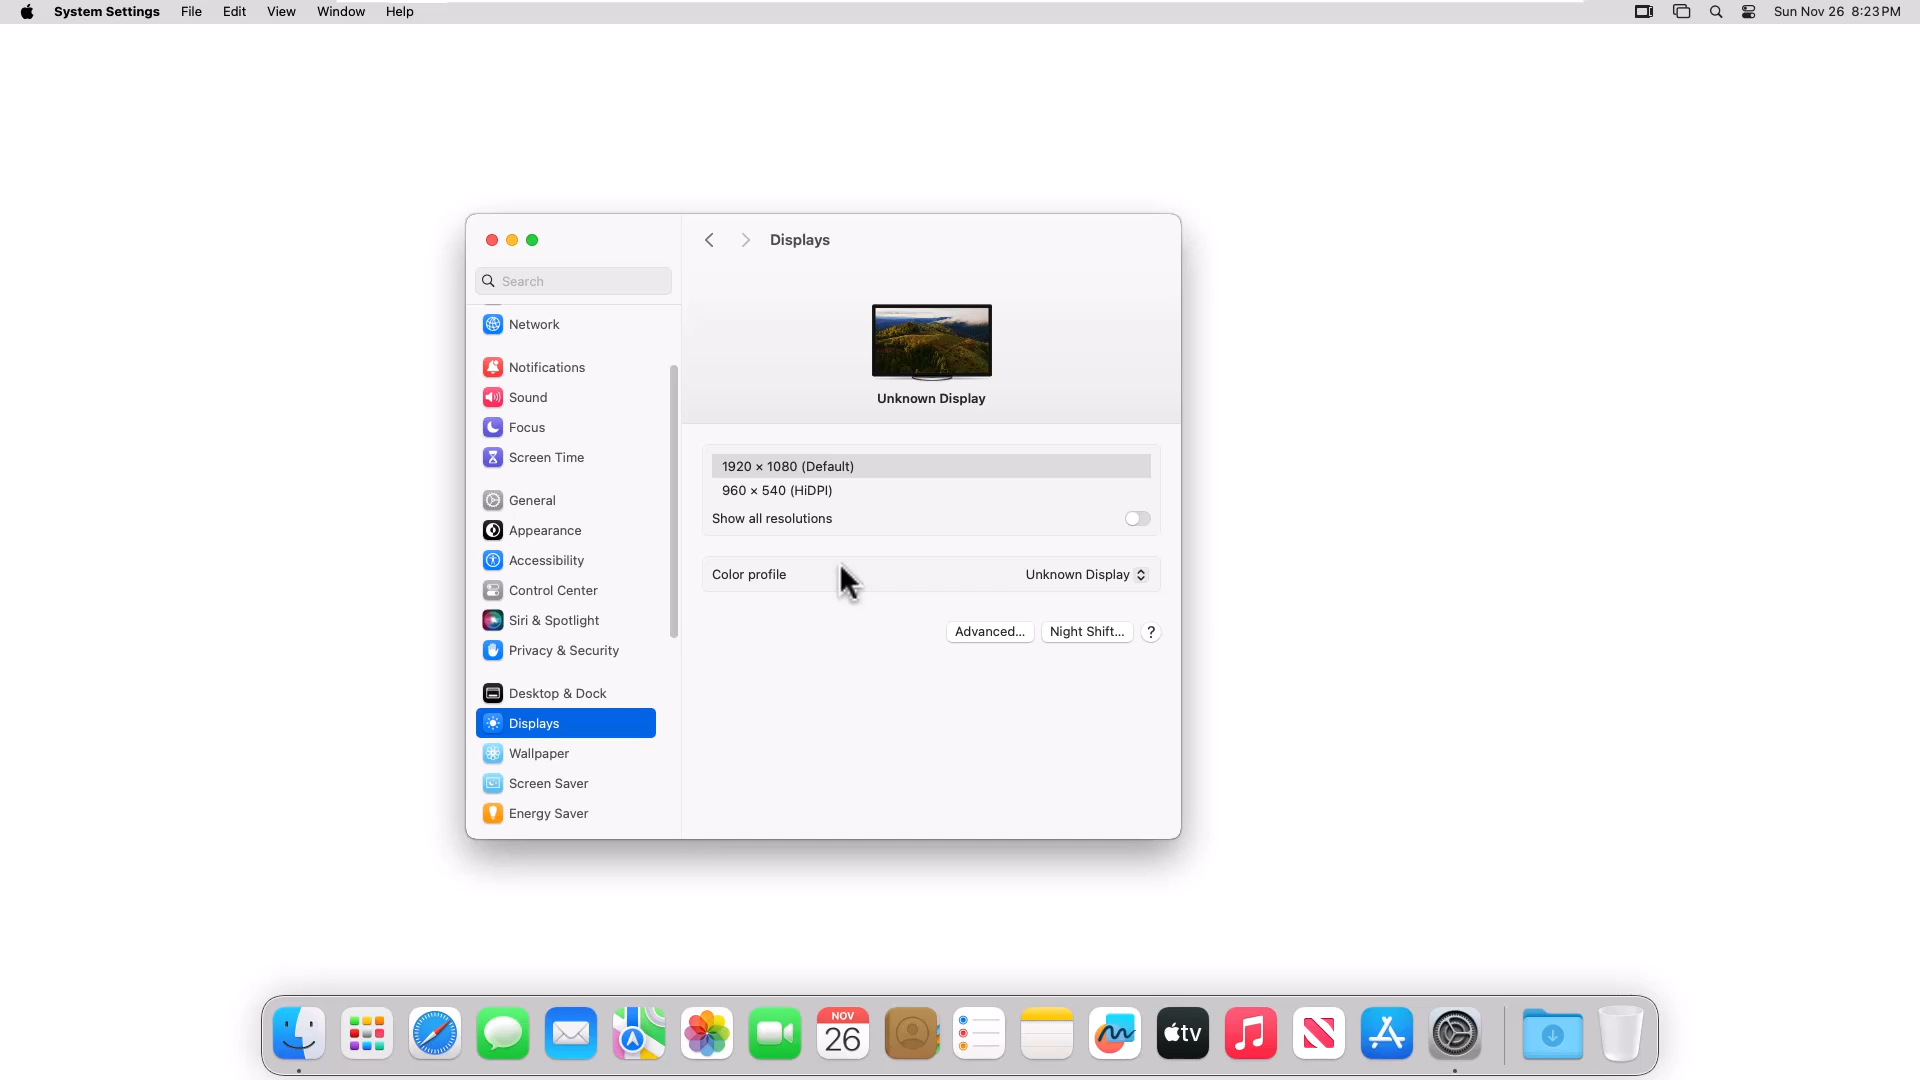 System Settings File Edit View Window Help Sun Nov 26 8:23 PM
Displays
Search
Network
Notifications
Sound
Focus
Screen Time
General
Appearance
Accessibility
Control Center
Siri & Spotlight
Privacy & Security
Desktop & Dock
Displays
Wallpaper
Screen Saver
Energy Saver
Unknown Display
1920 × 1080 (Default)
960 × 540 (HiDPI)
Show all resolutions
Color profile Unknown Display
Advanced... Night Shift... ?
NOV
26
tv